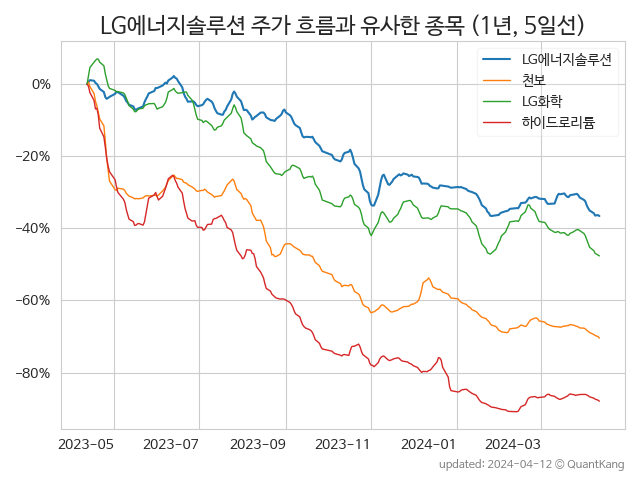 LG에너지솔루션 주가 흐름과 유사한 종목 (1년, 5일선)
LG에너지솔루션
천보
LG화학
하이드로리튬
0%
−20%
−40%
−60%
−80%
2023-05 2023-07 2023-09 2023-11 2024-01 2024-03
updated: 2024-04-12 © QuantKang